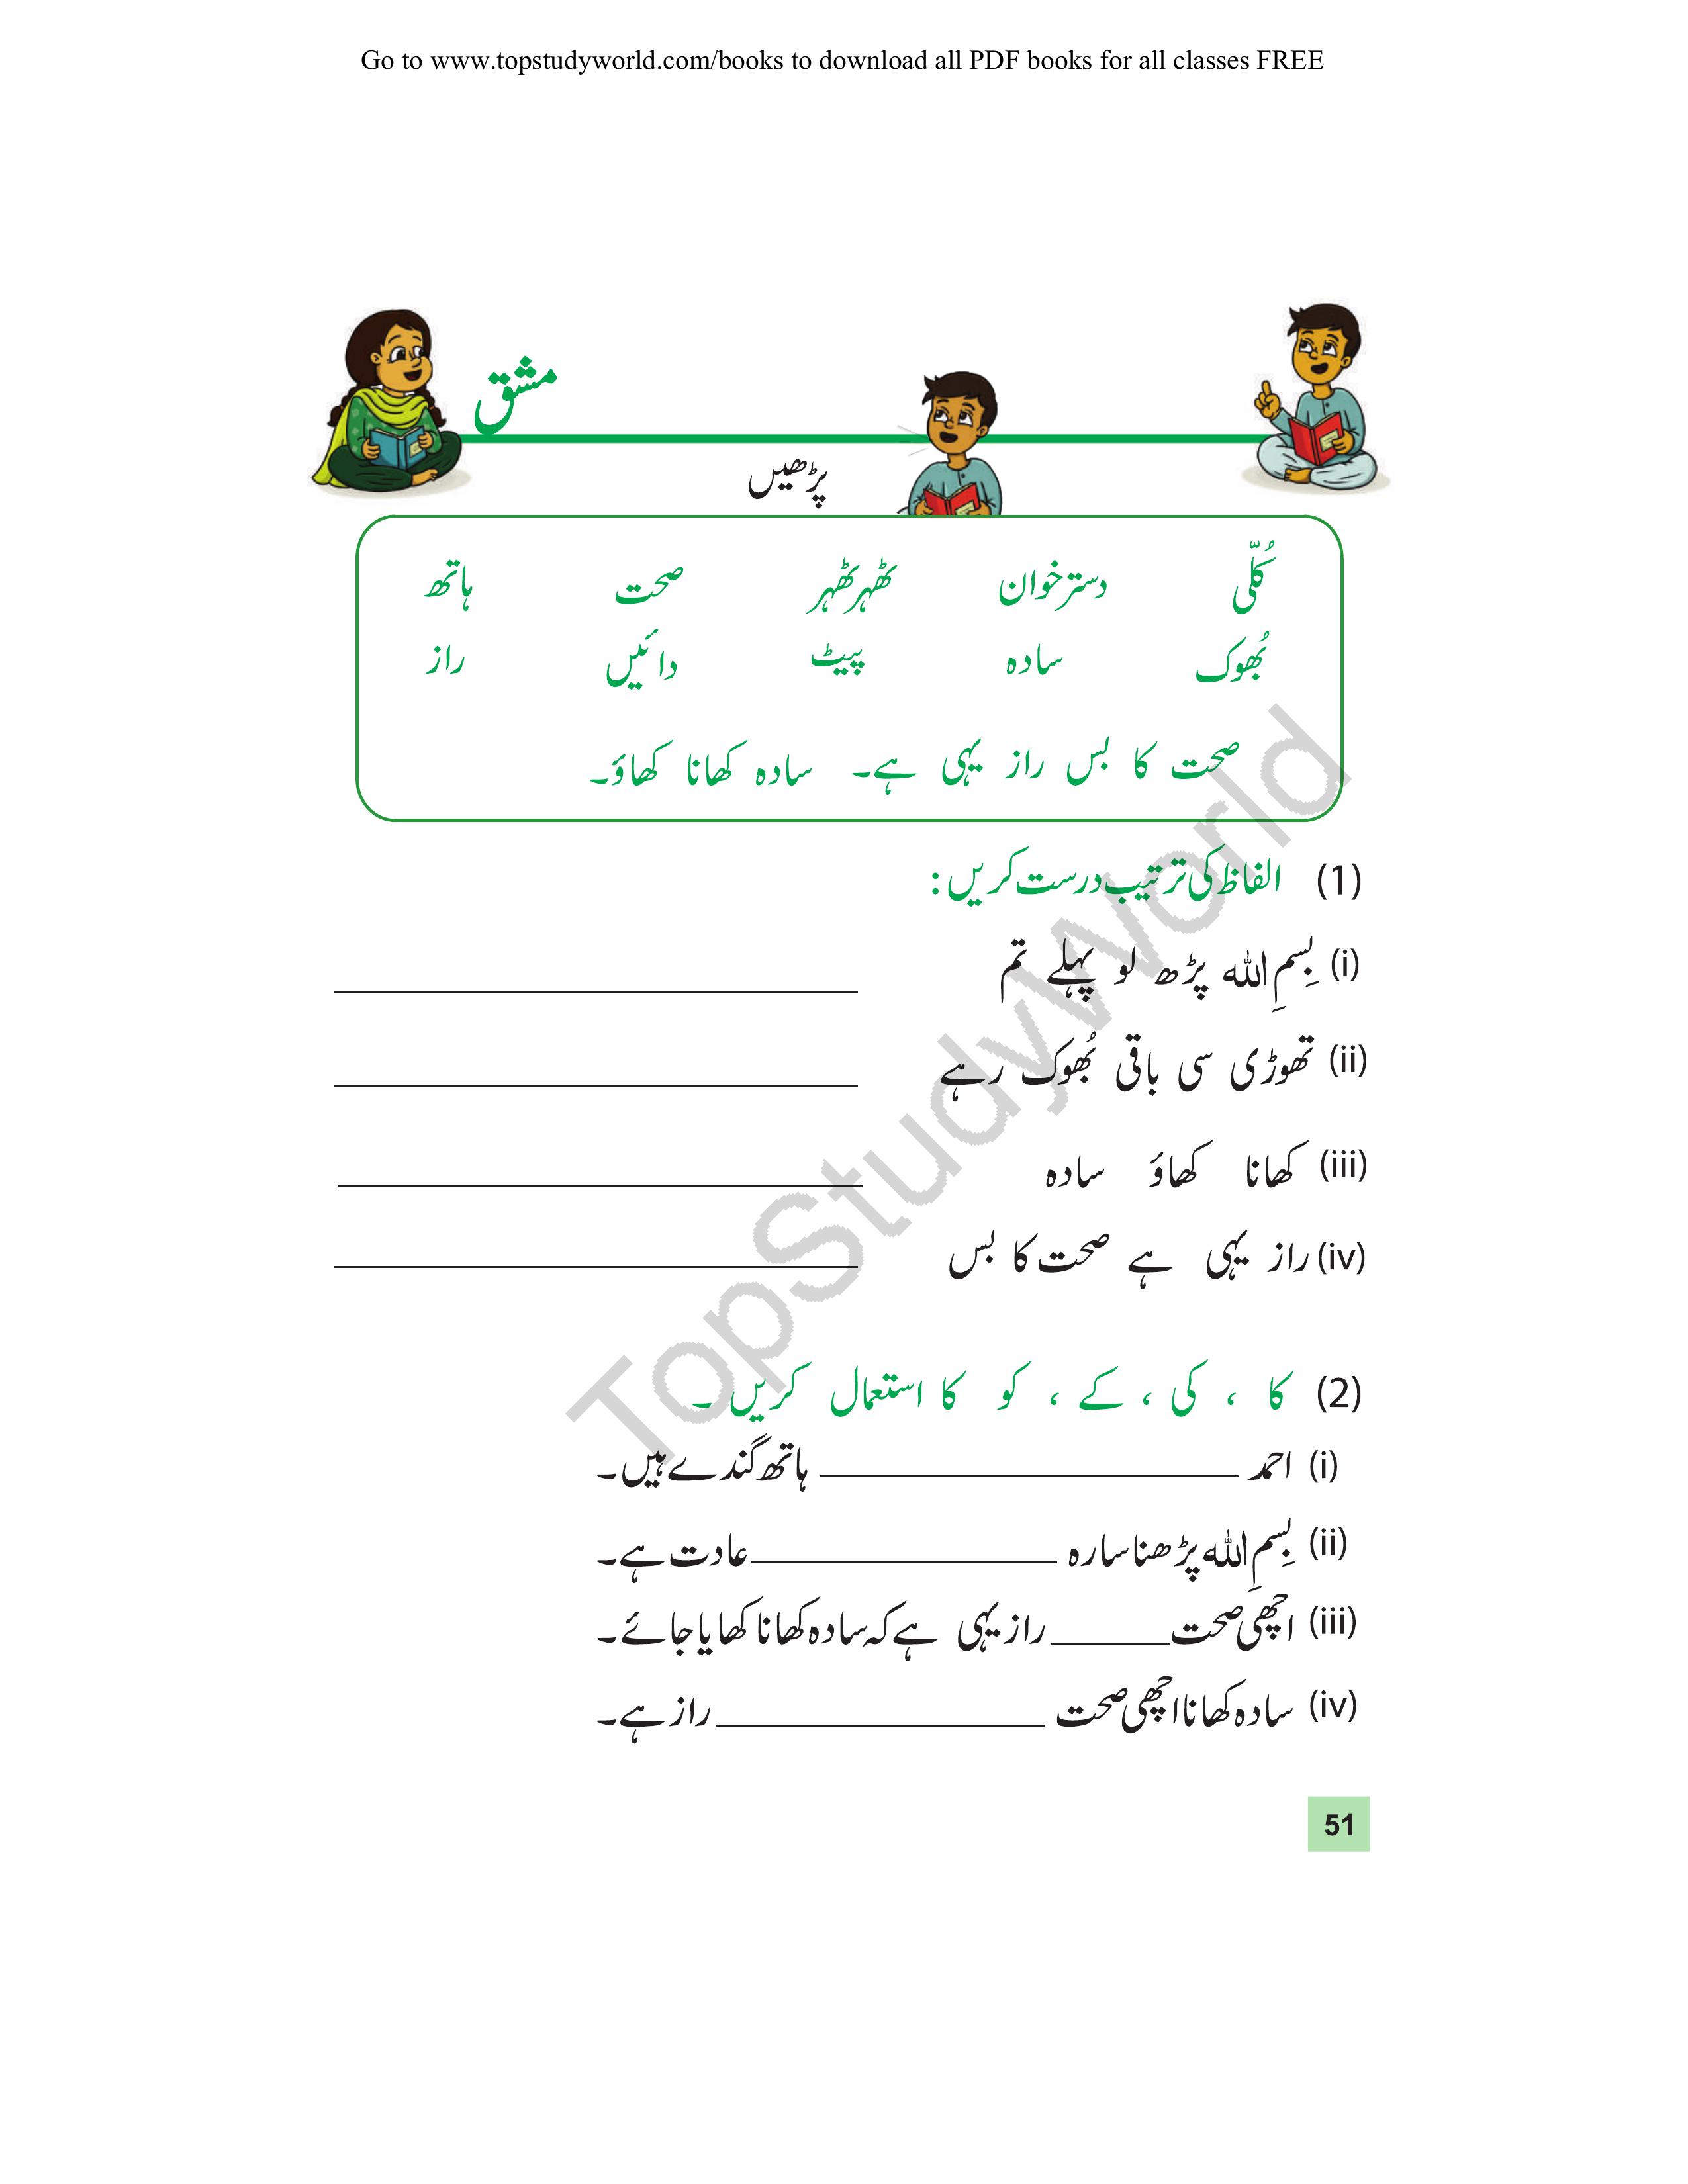 Go to www.topstudyworld.com/books to download all PDF books for all classes FREE
مشق
پڑھیں
کُلّی دسترخوان ٹھہر ٹھہر صحت ہاتھ
بُھوک سادہ پیٹ دائیں راز
صحت کا بس راز یہی ہے۔ سادہ کھانا کھاؤ۔
(1) الفاظ کی ترتیب درست کریں:
(i) بِسمِ اللہ پڑھ لو پہلے تم
(ii) تھوڑی سی باقی بُھوک رہے
(iii) کھانا کھاؤ سادہ
(iv) راز یہی ہے صحت کا بس
(2) کا ، کی ، کے ، کو کا استعمال کریں ۔
(i) احمد ____________ ہاتھ گندے ہیں۔
(ii) بِسمِ اللہ پڑھنا سارہ ____________ عادت ہے۔
(iii) اچھی صحت ______ راز یہی ہے کہ سادہ کھانا کھایا جائے۔
(iv) سادہ کھانا اچھی صحت ____________ راز ہے۔
51
TopStudyWorld